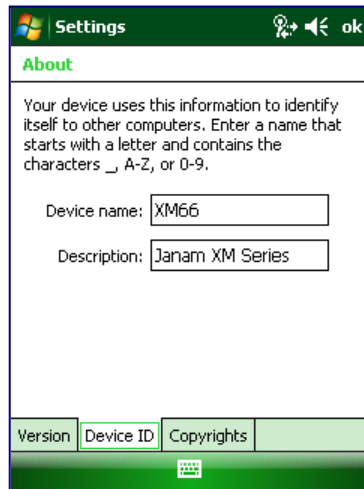 Settings ok
About
Your device uses this information to identify
itself to other computers. Enter a name that
starts with a letter and contains the
characters _, A-Z, or 0-9.
Device name: XM66
Description: Janam XM Series
Version Device ID Copyrights